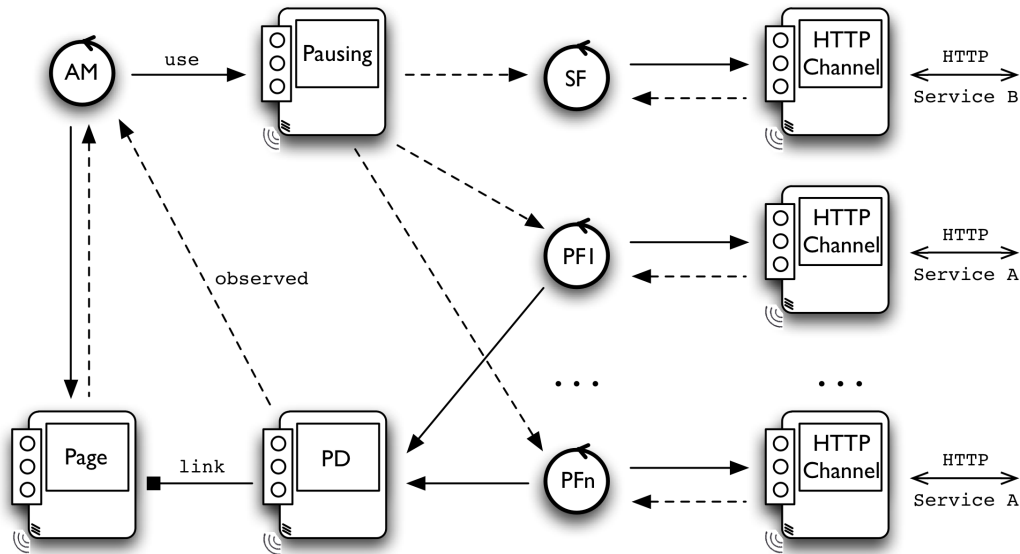 AM
use
Pausing
SF
HTTP
Channel
HTTP
Service B
observed
PF1
HTTP
Channel
HTTP
Service A
. . .
. . .
Page
link
PD
PFn
HTTP
Channel
HTTP
Service A